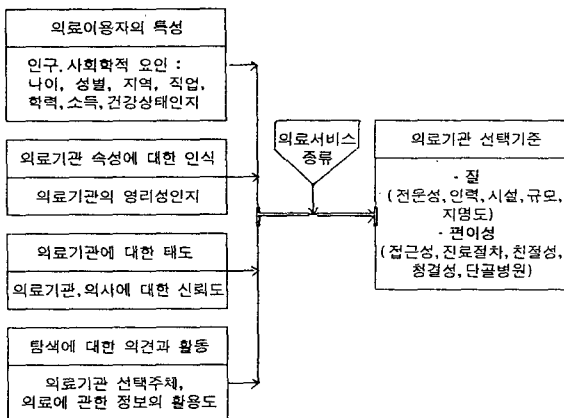 의료이용자의 특성
인구.사회학적 요인 :
나이, 성별, 지역, 직업,
학력,소득,건강상태인지
의료기관 속성에 대한 인식
의료기관의 영리성인지
의료기관에 대한 태도
의료기관,의사에 대한 신뢰도
탐색에 대한 의견과 활동
의료기관 선택주체,
의료에 관한 정보의 활용도
의료서비스
종류
의료기관 선택기준
- 질
(전문성,인력,시설,규모,
지명도)
- 편이성
(접근성,진료절차,친절성,
청결성,단골병원)